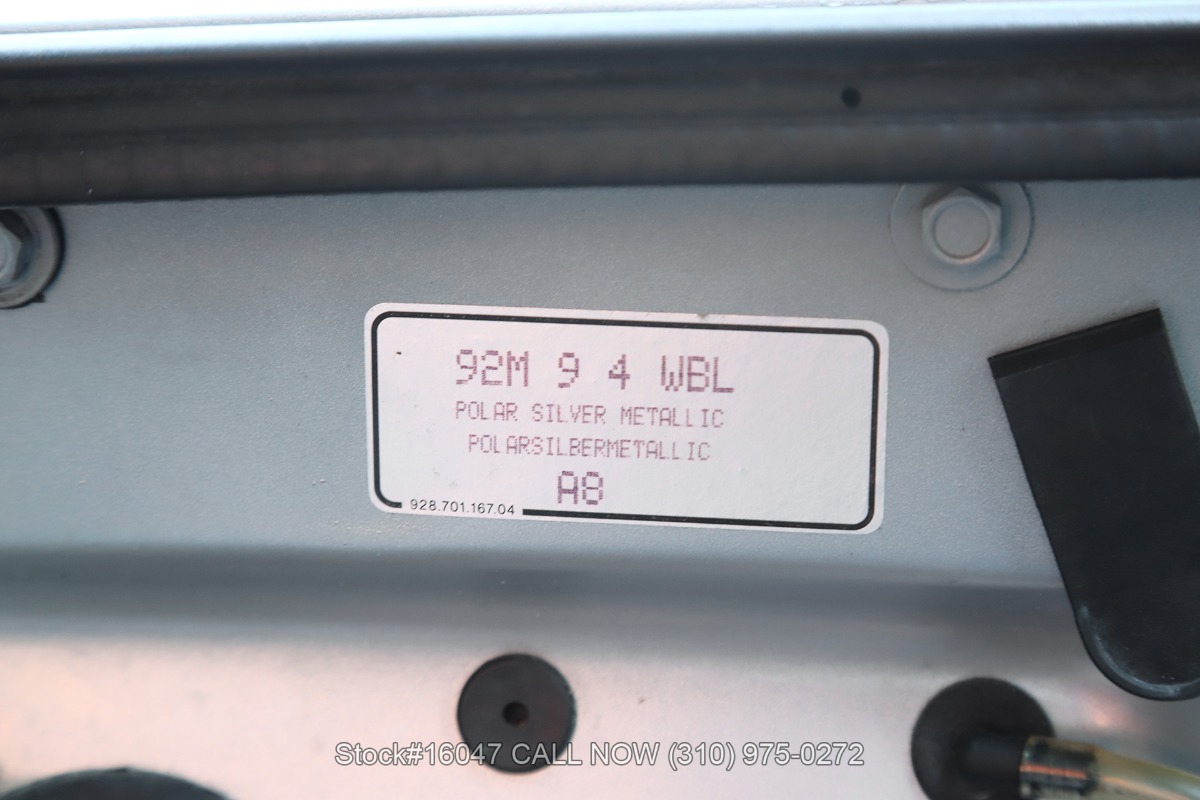 92M 9 4 WBL
POLAR SILVER METALLIC
POLARSILBERMETALLIC
A8
928.701.167.04
Stock#16047 CALL NOW (310) 975-0272